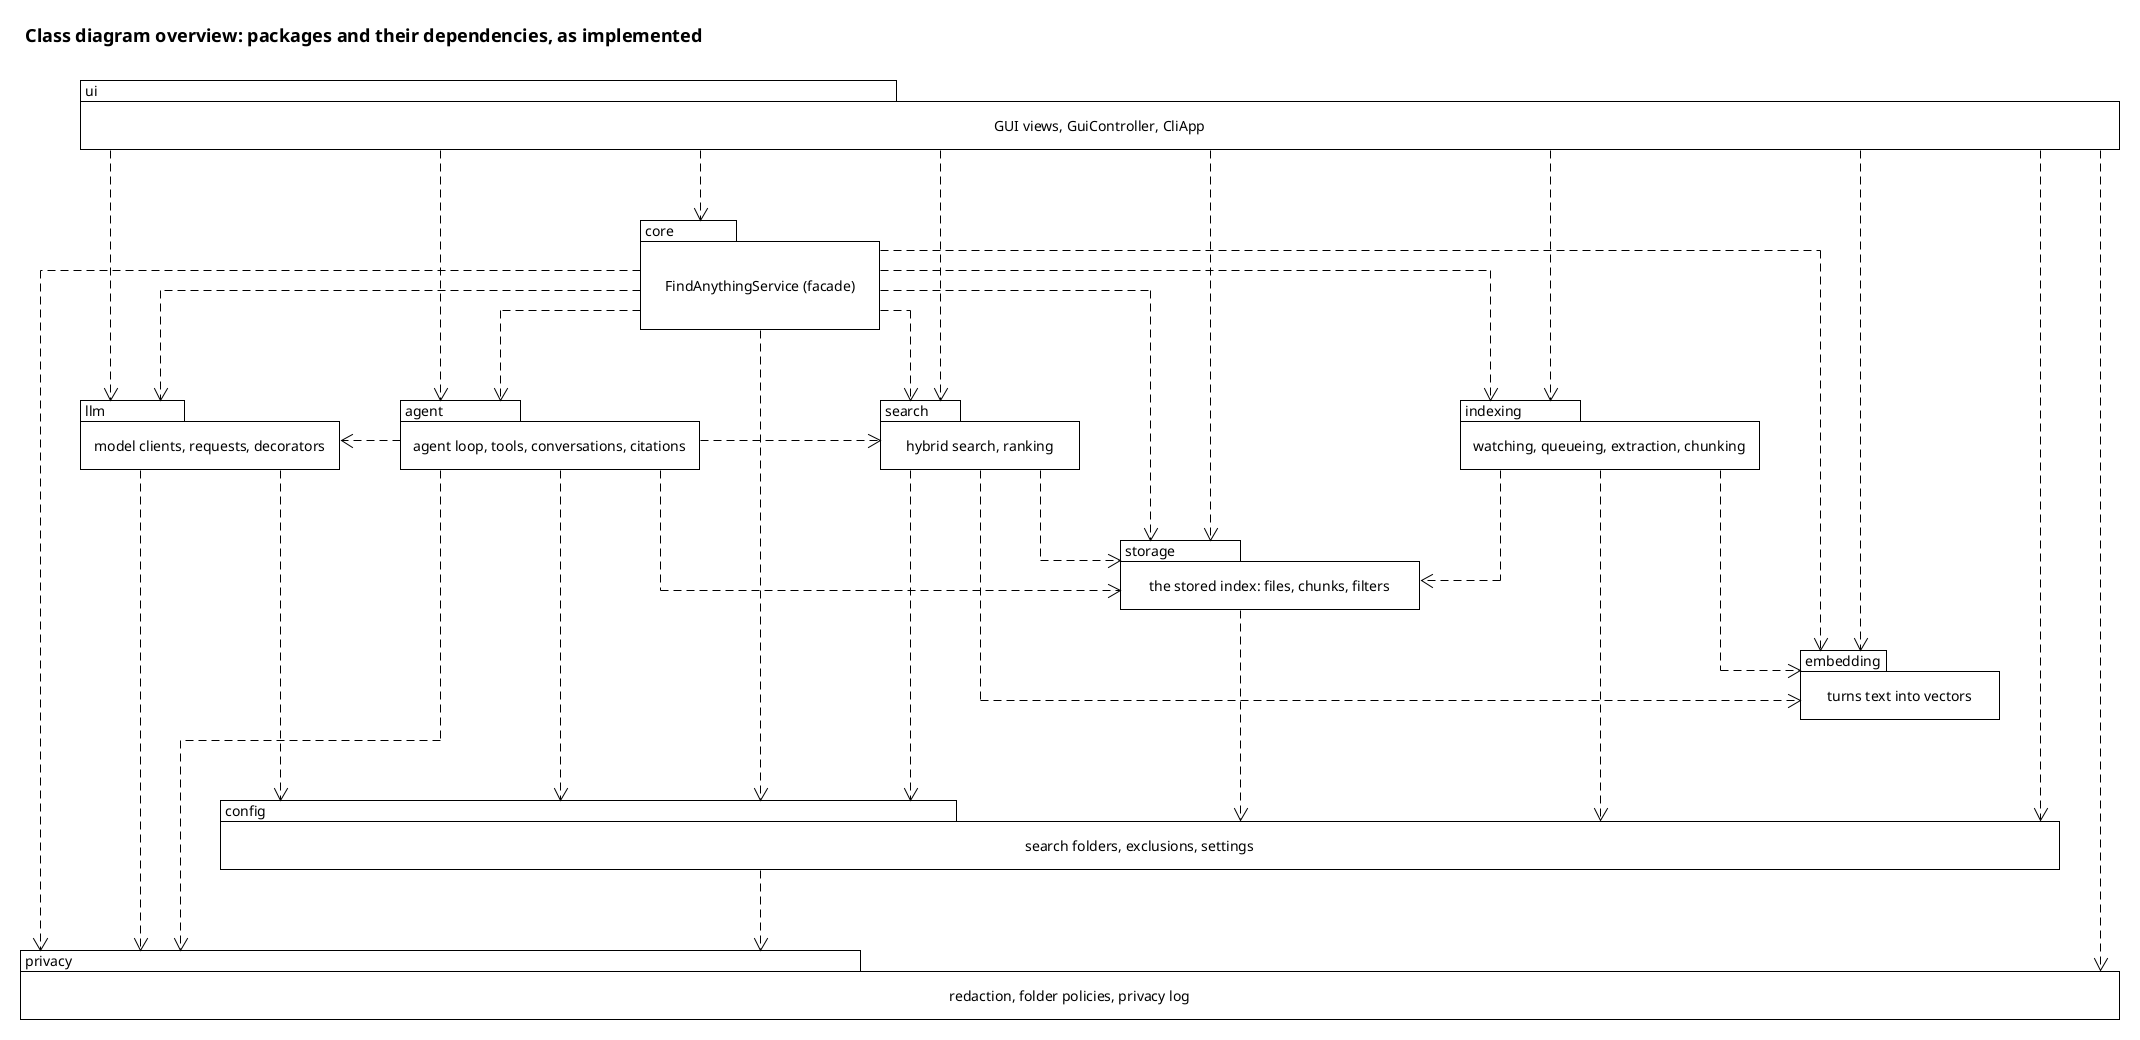 Class diagram overview: packages and their dependencies, as implemented
ui
GUI views, GuiController, CliApp
core
FindAnythingService (facade)
llm
model clients, requests, decorators
agent
agent loop, tools, conversations, citations
search
hybrid search, ranking
indexing
watching, queueing, extraction, chunking
storage
the stored index: files, chunks, filters
embedding
turns text into vectors
config
search folders, exclusions, settings
privacy
redaction, folder policies, privacy log